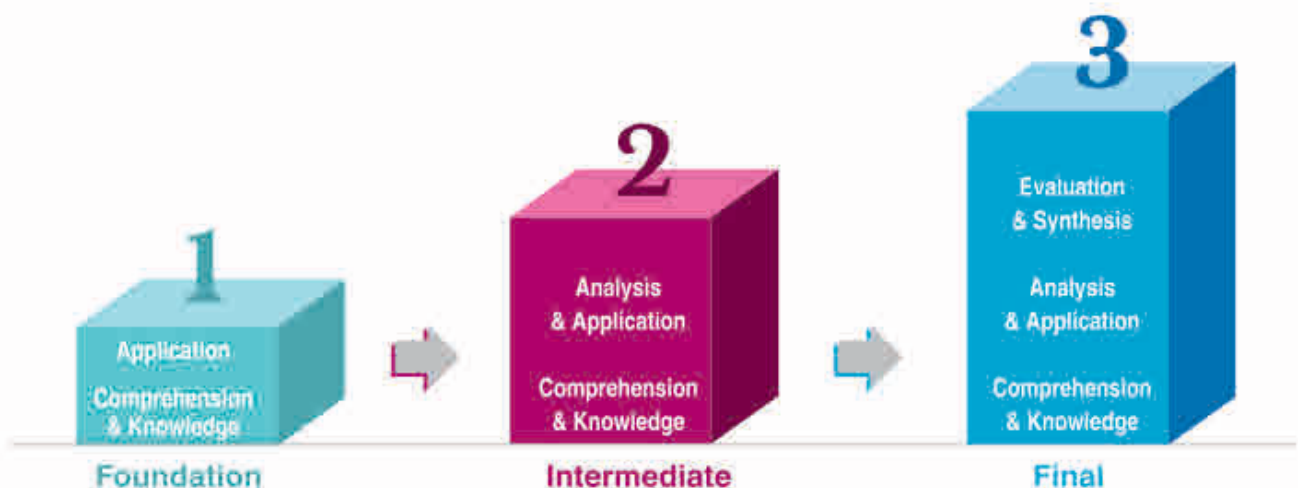 1
Application
Comprehension
& Knowledge
Foundation
2
Analysis
& Application
Comprehension
& Knowledge
Intermediate
3
Evaluation
& Synthesis
Analysis
& Application
Comprehension
& Knowledge
Final